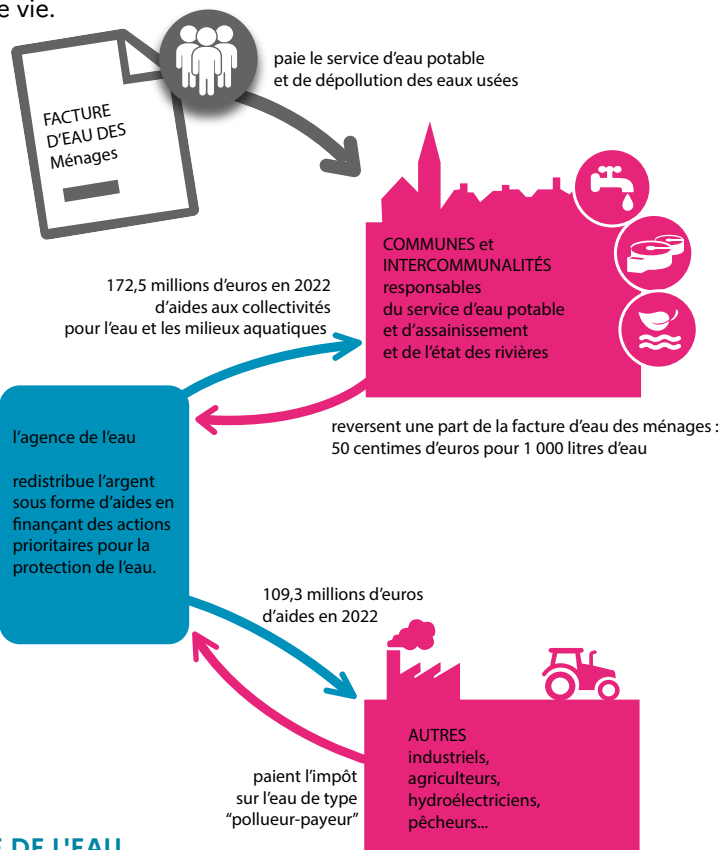 e vie.
FACTURE
D'EAU DES
Ménages
paie le service d'eau potable
et de dépollution des eaux usées
COMMUNES et
INTERCOMMUNALITÉS
responsables
du service d'eau potable
et d'assainissement
et de l'état des rivières
172,5 millions d'euros en 2022
d'aides aux collectivités
pour l'eau et les milieux aquatiques
reversent une part de la facture d'eau des ménages :
50 centimes d'euros pour 1 000 litres d'eau
l'agence de l'eau
redistribue l'argent
sous forme d'aides en
finançant des actions
prioritaires pour la
protection de l'eau.
109,3 millions d'euros
d'aides en 2022
AUTRES
industriels,
agriculteurs,
hydroélectriciens,
pêcheurs...
paient l'impôt
sur l'eau de type
"pollueur-payeur"
DE L'EAU